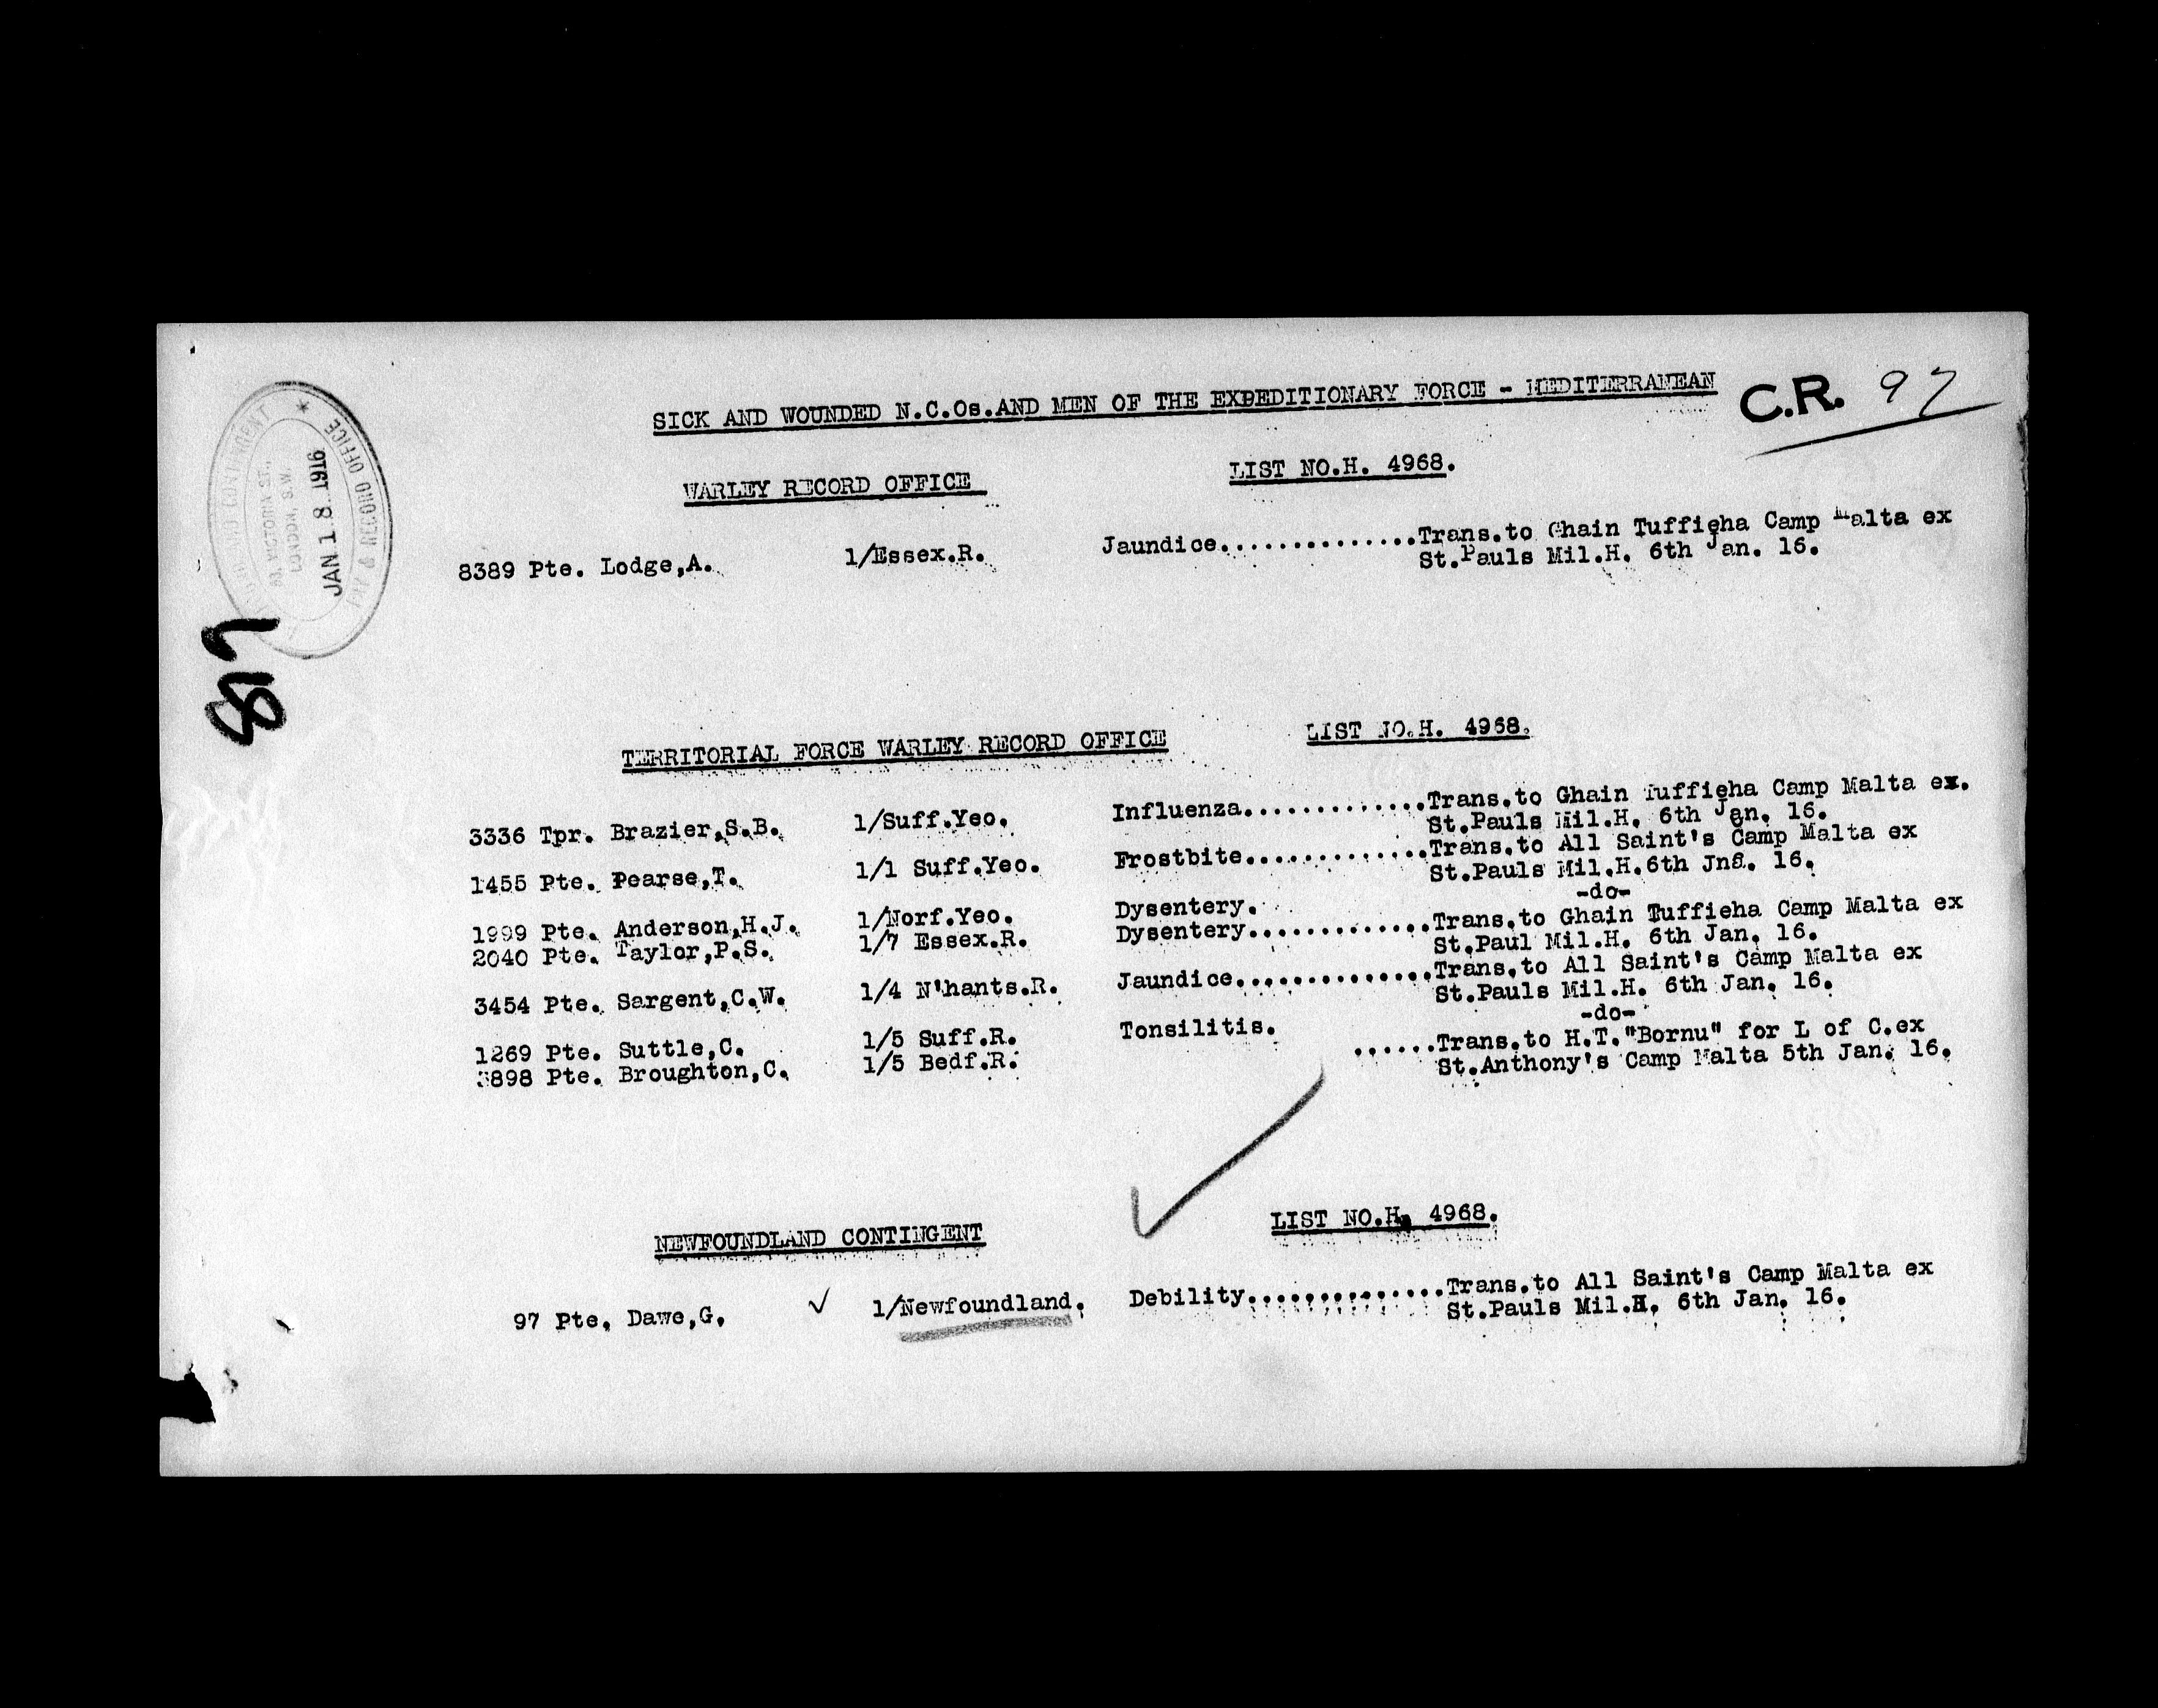 SICK AND WOUNDED N.C.Os.AND MEN OF THE EXPEDITIONARY FORCE - MEDITERRANEAN
C.R. 97
WARLEY RECORD OFFICE
LIST NO.H. 4968.
8389 Pte. Lodge,A. 1/Essex.R. Jaundice...............Trans.to Ghain Tuffieha Camp Malta ex
St.Pauls Mil.H. 6th Jan. 16.
PAY & RECORD OFFICE
VICTORIA ST.,
LONDON, S.W.
JAN 18 1916
TERRITORIAL FORCE WARLEY RECORD OFFICE
LIST NO.H. 4968.
3336 Tpr. Brazier,S.B. 1/Suff.Yeo. Influenza..............Trans.to Ghain Tuffieha Camp Malta ex.
St.Pauls Mil.H. 6th Jan. 16.
1455 Pte. Pearse,T. 1/1 Suff.Yeo. Frostbite..............Trans.to All Saint's Camp Malta ex
St.Pauls Mil.H.6th Jna. 16.
1999 Pte. Anderson,H.J. 1/Norf.Yeo. Dysentery. -do-
2040 Pte. Taylor,P.S. 1/7 Essex.R. Dysentery..............Trans.to Ghain Tuffieha Camp Malta ex
St.Paul Mil.H. 6th Jan. 16.
3454 Pte. Sargent,C.W. 1/4 N'hants.R. Jaundice...............Trans.to All Saint's Camp Malta ex
St.Pauls Mil.H. 6th Jan. 16.
1269 Pte. Suttle,C. 1/5 Suff.R. Tonsilitis. -do-
898 Pte. Broughton,C. 1/5 Bedf.R. ......Trans.to H.T."Bornu" for L of C.ex
St.Anthony's Camp Malta 5th Jan. 16.
NEWFOUNDLAND CONTINGENT
LIST NO.H. 4968.
97 Pte. Dawe,G. ✓ 1/Newfoundland. Debility...............Trans.to All Saint's Camp Malta ex
St.Pauls Mil.H. 6th Jan. 16.